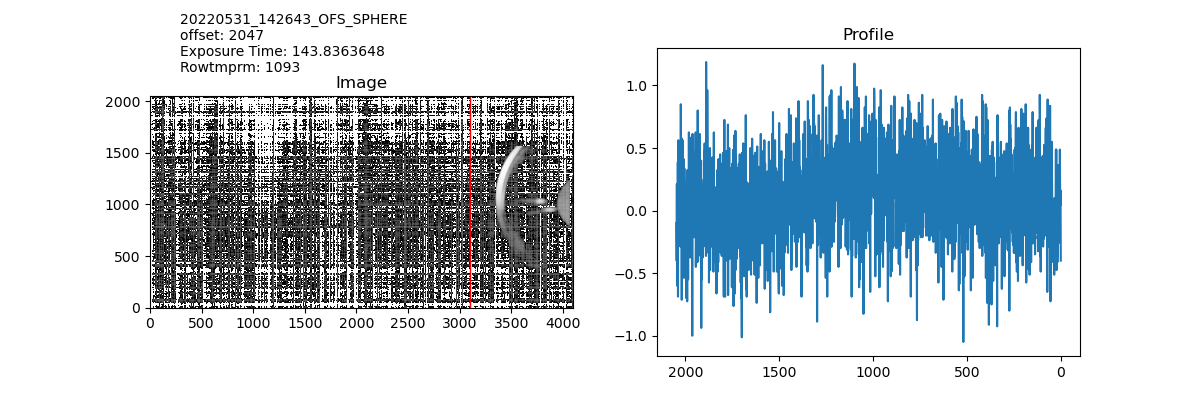 20220531_142643_OFS_SPHERE
offset: 2047
Exposure Time: 143.8363648
Rowtmprm: 1093
Image
2000
1500
1000
500
0
0 500 1000 1500 2000 2500 3000 3500 4000
Profile
1.0
0.5
0.0
−0.5
−1.0
2000 1500 1000 500 0